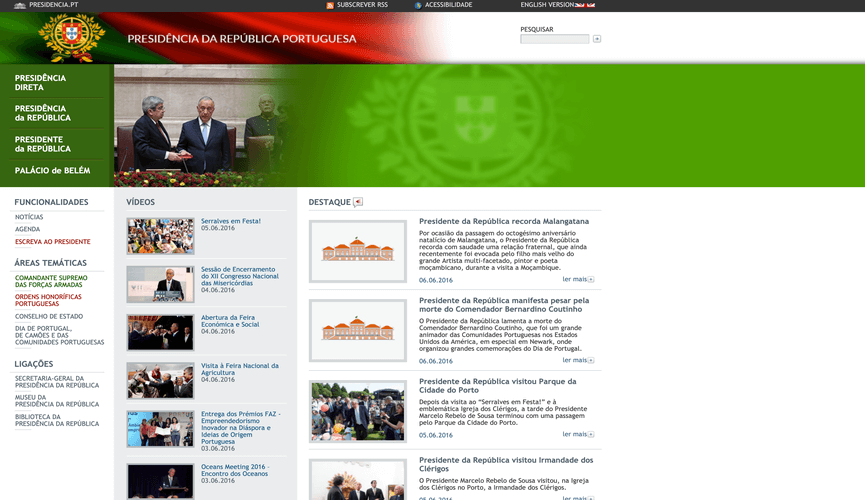 PRESIDENCIA.PT
SUBSCREVER RSS
ACESSIBILIDADE
ENGLISH VERSION
PRESIDÊNCIA DA REPÚBLICA PORTUGUESA
PESQUISAR
PRESIDÊNCIA
DIRETA
PRESIDÊNCIA
da REPÚBLICA
PRESIDENTE
da REPÚBLICA
PALÁCIO de BELÉM
FUNCIONALIDADES
NOTÍCIAS
AGENDA
ESCREVA AO PRESIDENTE
ÁREAS TEMÁTICAS
COMANDANTE SUPREMO
DAS FORÇAS ARMADAS
ORDENS HONORÍFICAS
PORTUGUESAS
CONSELHO DE ESTADO
DIA DE PORTUGAL,
DE CAMÕES E DAS
COMUNIDADES PORTUGUESAS
LIGAÇÕES
SECRETARIA-GERAL DA
PRESIDÊNCIA DA REPÚBLICA
MUSEU DA
PRESIDÊNCIA DA REPÚBLICA
BIBLIOTECA DA
PRESIDÊNCIA DA REPÚBLICA
VÍDEOS
Serralves em Festa!
05.06.2016
Sessão de Encerramento
do XII Congresso Nacional
das Misericórdias
04.06.2016
Abertura da Feira
Económica e Social
04.06.2016
Visita à Feira Nacional da
Agricultura
04.06.2016
Entrega dos Prémios FAZ -
Empreendedorismo
Inovador na Diáspora e
Ideias de Origem
Portuguesa
03.06.2016
Oceans Meeting 2016 -
Encontro dos Oceanos
03.06.2016
DESTAQUE
Presidente da República recorda Malangatana
Por ocasião da passagem do octogésimo aniversário
natalício de Malangatana, o Presidente da República
recorda com saudade uma relação fraternal, que ainda
recentemente foi evocada pelo filho mais velho do
grande Artista multi-facetado, pintor e poeta
moçambicano, durante a visita a Moçambique.
06.06.2016 ler mais
Presidente da República manifesta pesar pela
morte do Comendador Bernardino Coutinho
O Presidente da República lamenta a morte do
Comendador Bernardino Coutinho, que foi um grande
animador das Comunidades Portuguesas nos Estados
Unidos da América, em especial em Newark, onde
organizou grandes comemorações do Dia de Portugal.
06.06.2016 ler mais
Presidente da República visitou Parque da
Cidade do Porto
Depois da visita ao “Serralves em Festa!” e à
emblemática Igreja dos Clérigos, a tarde do Presidente
Marcelo Rebelo de Sousa terminou com uma passagem
pelo Parque da Cidade do Porto.
05.06.2016 ler mais
Presidente da República visitou Irmandade dos
Clérigos
O Presidente Marcelo Rebelo de Sousa visitou, na Igreja
dos Clérigos no Porto, a Irmandade dos Clérigos.
05.06.2016 ler mais